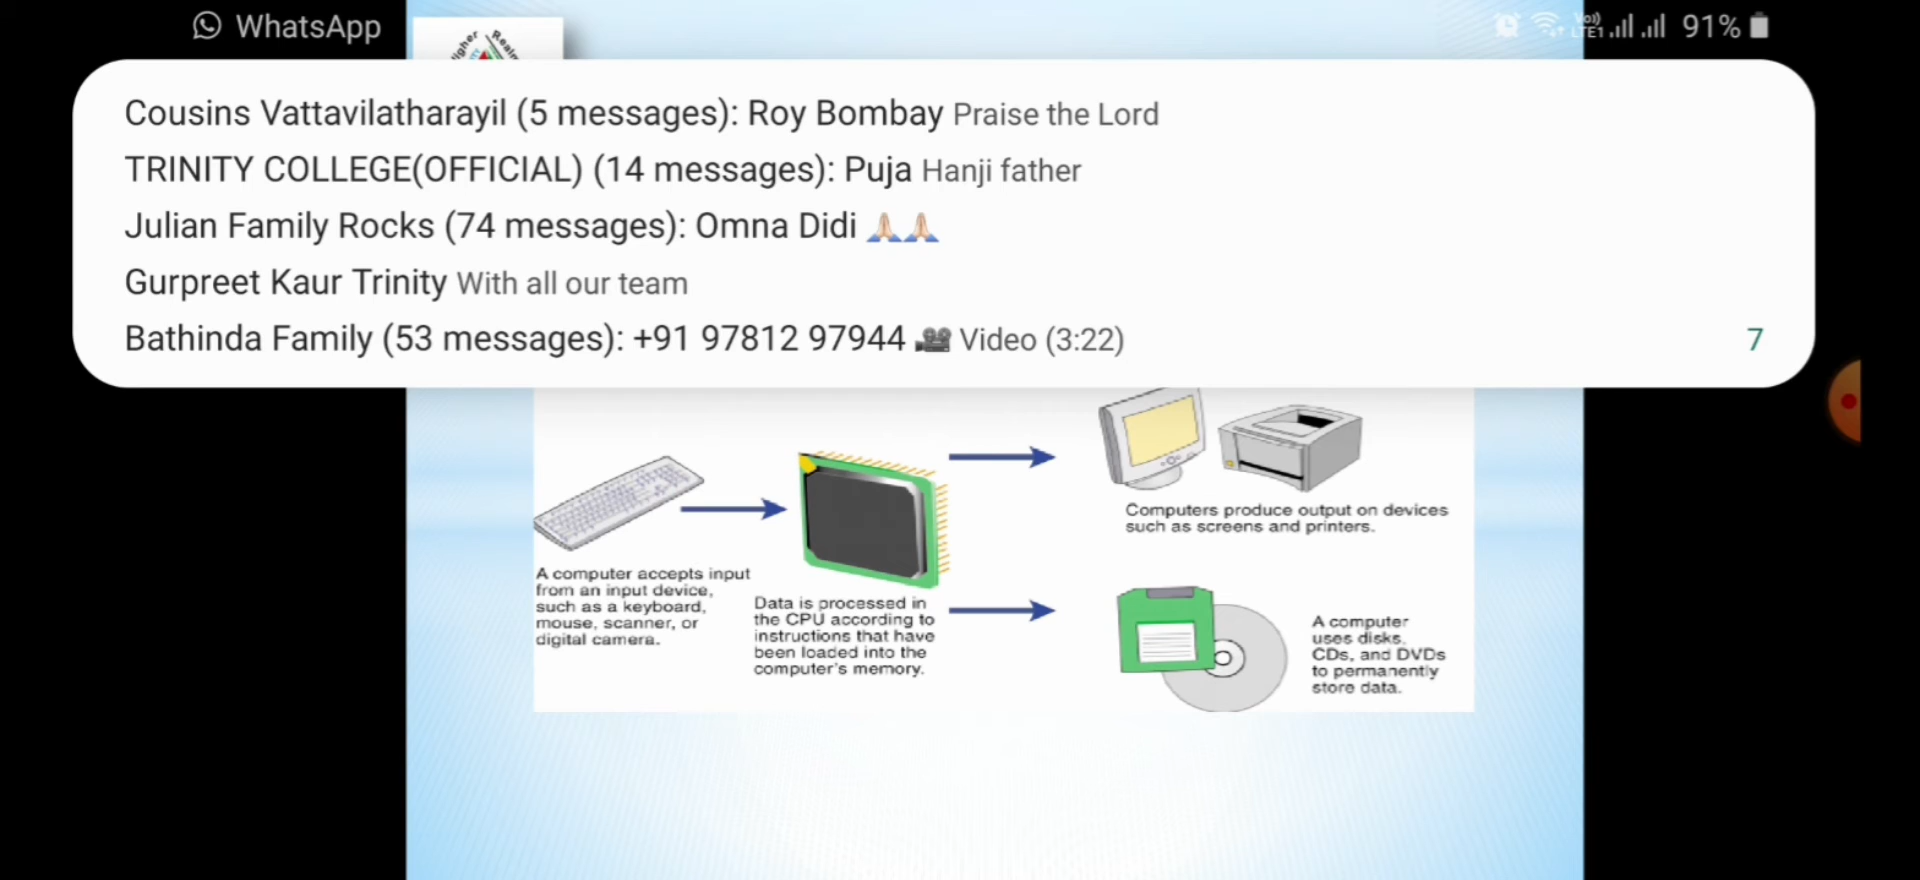 WhatsApp
Vo))
LTE1
91%
Higher Realm
Cousins Vattavilatharayil (5 messages): Roy Bombay Praise the Lord
TRINITY COLLEGE(OFFICIAL) (14 messages): Puja Hanji father
Julian Family Rocks (74 messages): Omna Didi 🙏🏻🙏🏻
Gurpreet Kaur Trinity With all our team
Bathinda Family (53 messages): +91 97812 97944 🎥 Video (3:22)
7
A computer accepts input
from an input device,
such as a keyboard,
mouse, scanner, or
digital camera.
Data is processed in
the CPU according to
instructions that have
been loaded into the
computer's memory.
Computers produce output on devices
such as screens and printers.
A computer
uses disks,
CDs, and DVDs
to permanently
store data.